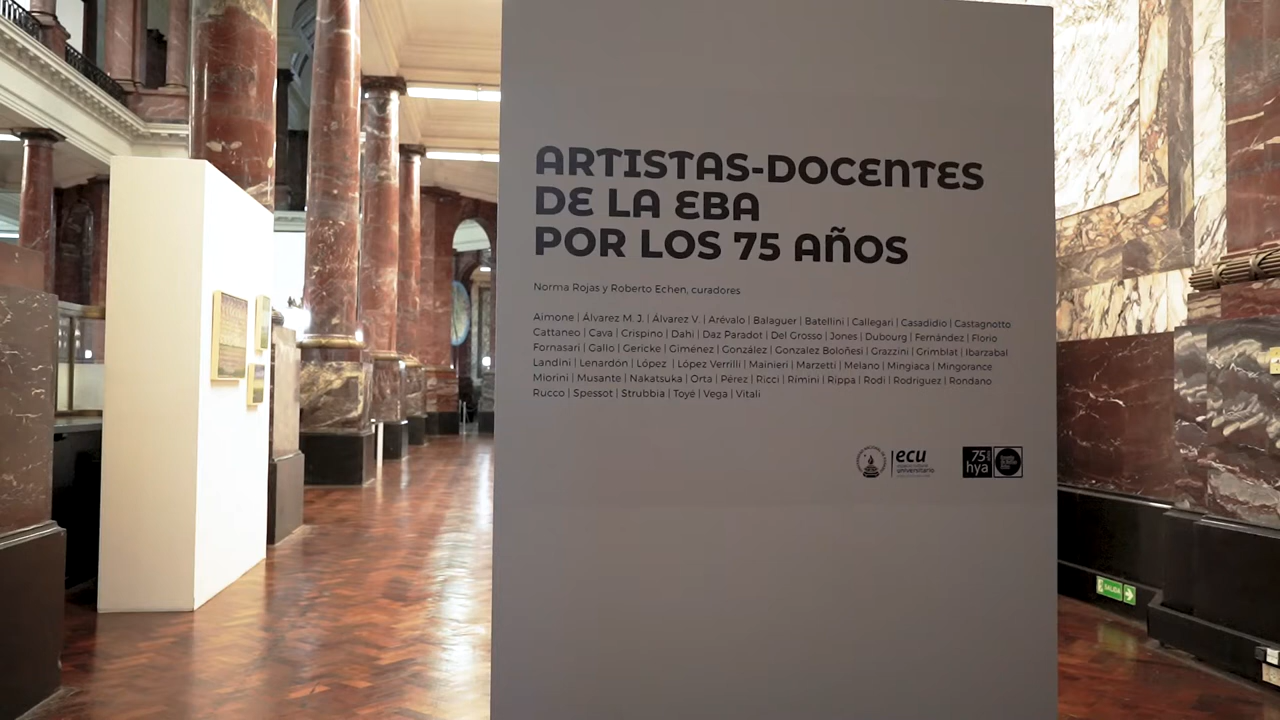 ARTISTAS-DOCENTES
DE LA EBA
POR LOS 75 AÑOS
Norma Rojas y Roberto Echen, curadores
Aimone | Álvarez M. J. | Álvarez V. | Arévalo | Balaguer | Batellini | Callegari | Casadidio | Castagnotto
Cattaneo | Cava | Crispino | Dahi | Daz Paradot | Del Grosso | Jones | Dubourg | Fernández | Florio
Fornasari | Gallo | Gericke | Giménez | González | Gonzalez Boloñesi | Grazzini | Grimblat | Ibarzabal
Landini | Lenardón | López | López Verrilli | Mainieri | Marzetti | Melano | Mingiaca | Mingorance
Miorini | Musante | Nakatsuka | Orta | Pérez | Ricci | Rimini | Rippa | Rodi | Rodriguez | Rondano
Rucco | Spessot | Strubbia | Toyé | Vega | Vitali
ecu
universitario
75
hya
SALIDA